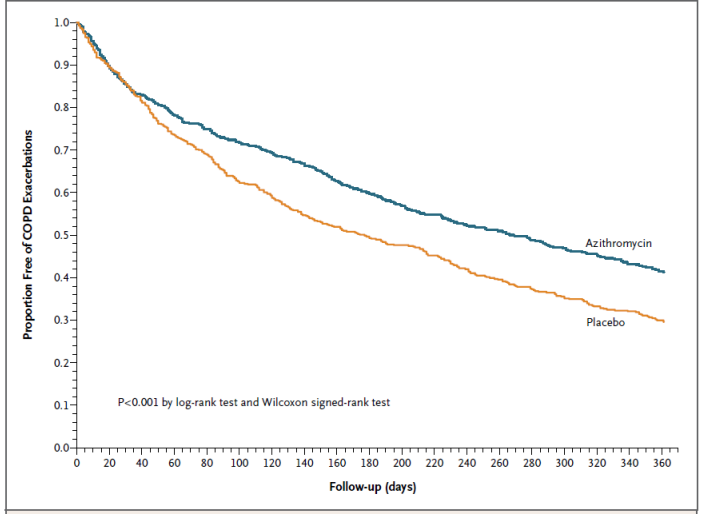 Proportion Free of COPD Exacerbations
1.0
0.9
0.8
0.7
0.6
0.5
0.4
0.3
0.2
0.1
0.0
Azithromycin
Placebo
P<0.001 by log-rank test and Wilcoxon signed-rank test
0 20 40 60 80 100 120 140 160 180 200 220 240 260 280 300 320 340 360
Follow-up (days)